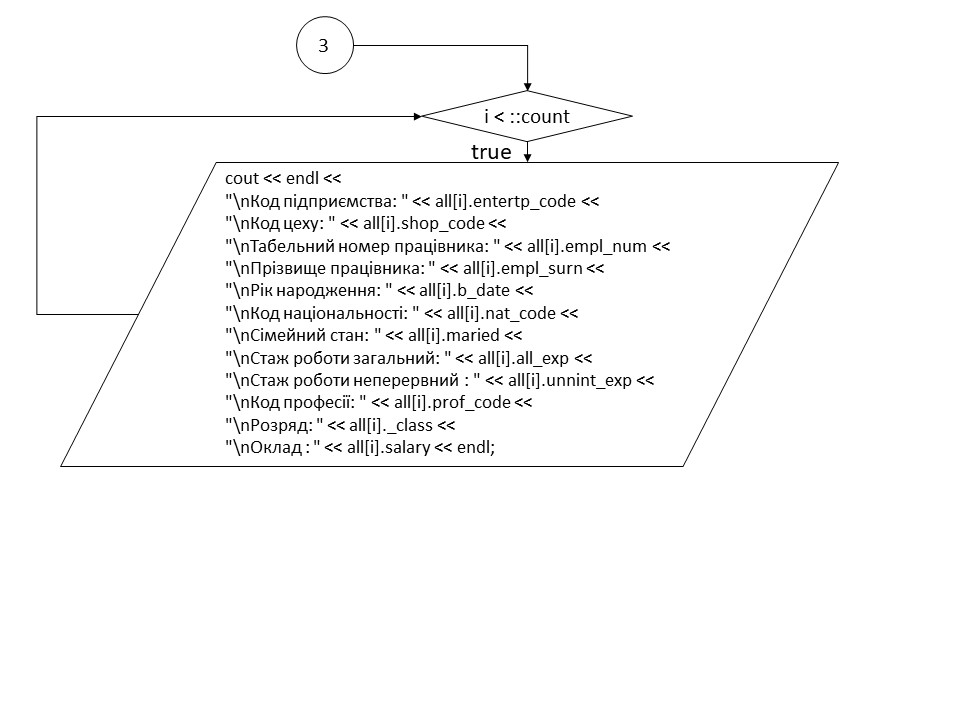 3
i < ::count
true
cout << endl <<
"\nКод підприємства: " << all[i].entertp_code <<
"\nКод цеху: " << all[i].shop_code <<
"\nТабельний номер працівника: " << all[i].empl_num <<
"\nПрізвище працівника: " << all[i].empl_surn <<
"\nРік народження: " << all[i].b_date <<
"\nКод національності: " << all[i].nat_code <<
"\nСімейний стан: " << all[i].maried <<
"\nСтаж роботи загальний: " << all[i].all_exp <<
"\nСтаж роботи неперервний : " << all[i].unnint_exp <<
"\nКод професії: " << all[i].prof_code <<
"\nРозряд: " << all[i]._class <<
"\nОклад : " << all[i].salary << endl;